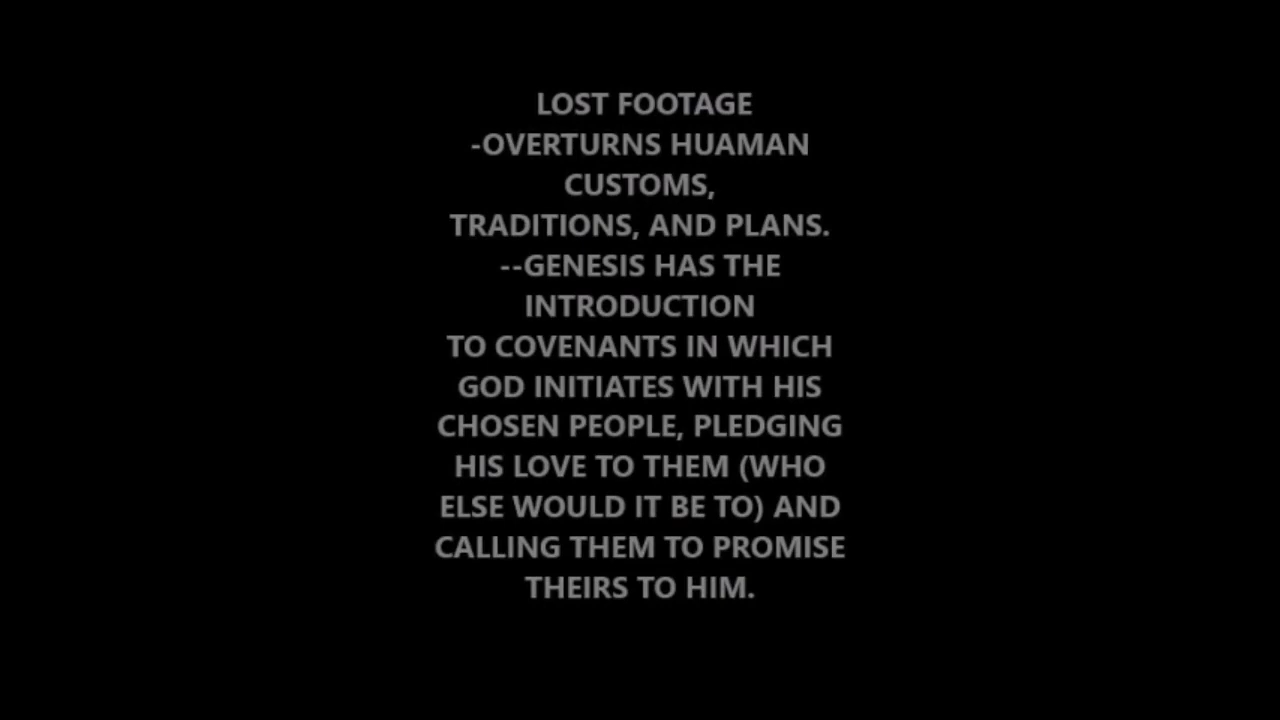 LOST FOOTAGE
-OVERTURNS HUAMAN
CUSTOMS,
TRADITIONS, AND PLANS.
--GENESIS HAS THE
INTRODUCTION
TO COVENANTS IN WHICH
GOD INITIATES WITH HIS
CHOSEN PEOPLE, PLEDGING
HIS LOVE TO THEM (WHO
ELSE WOULD IT BE TO) AND
CALLING THEM TO PROMISE
THEIRS TO HIM.